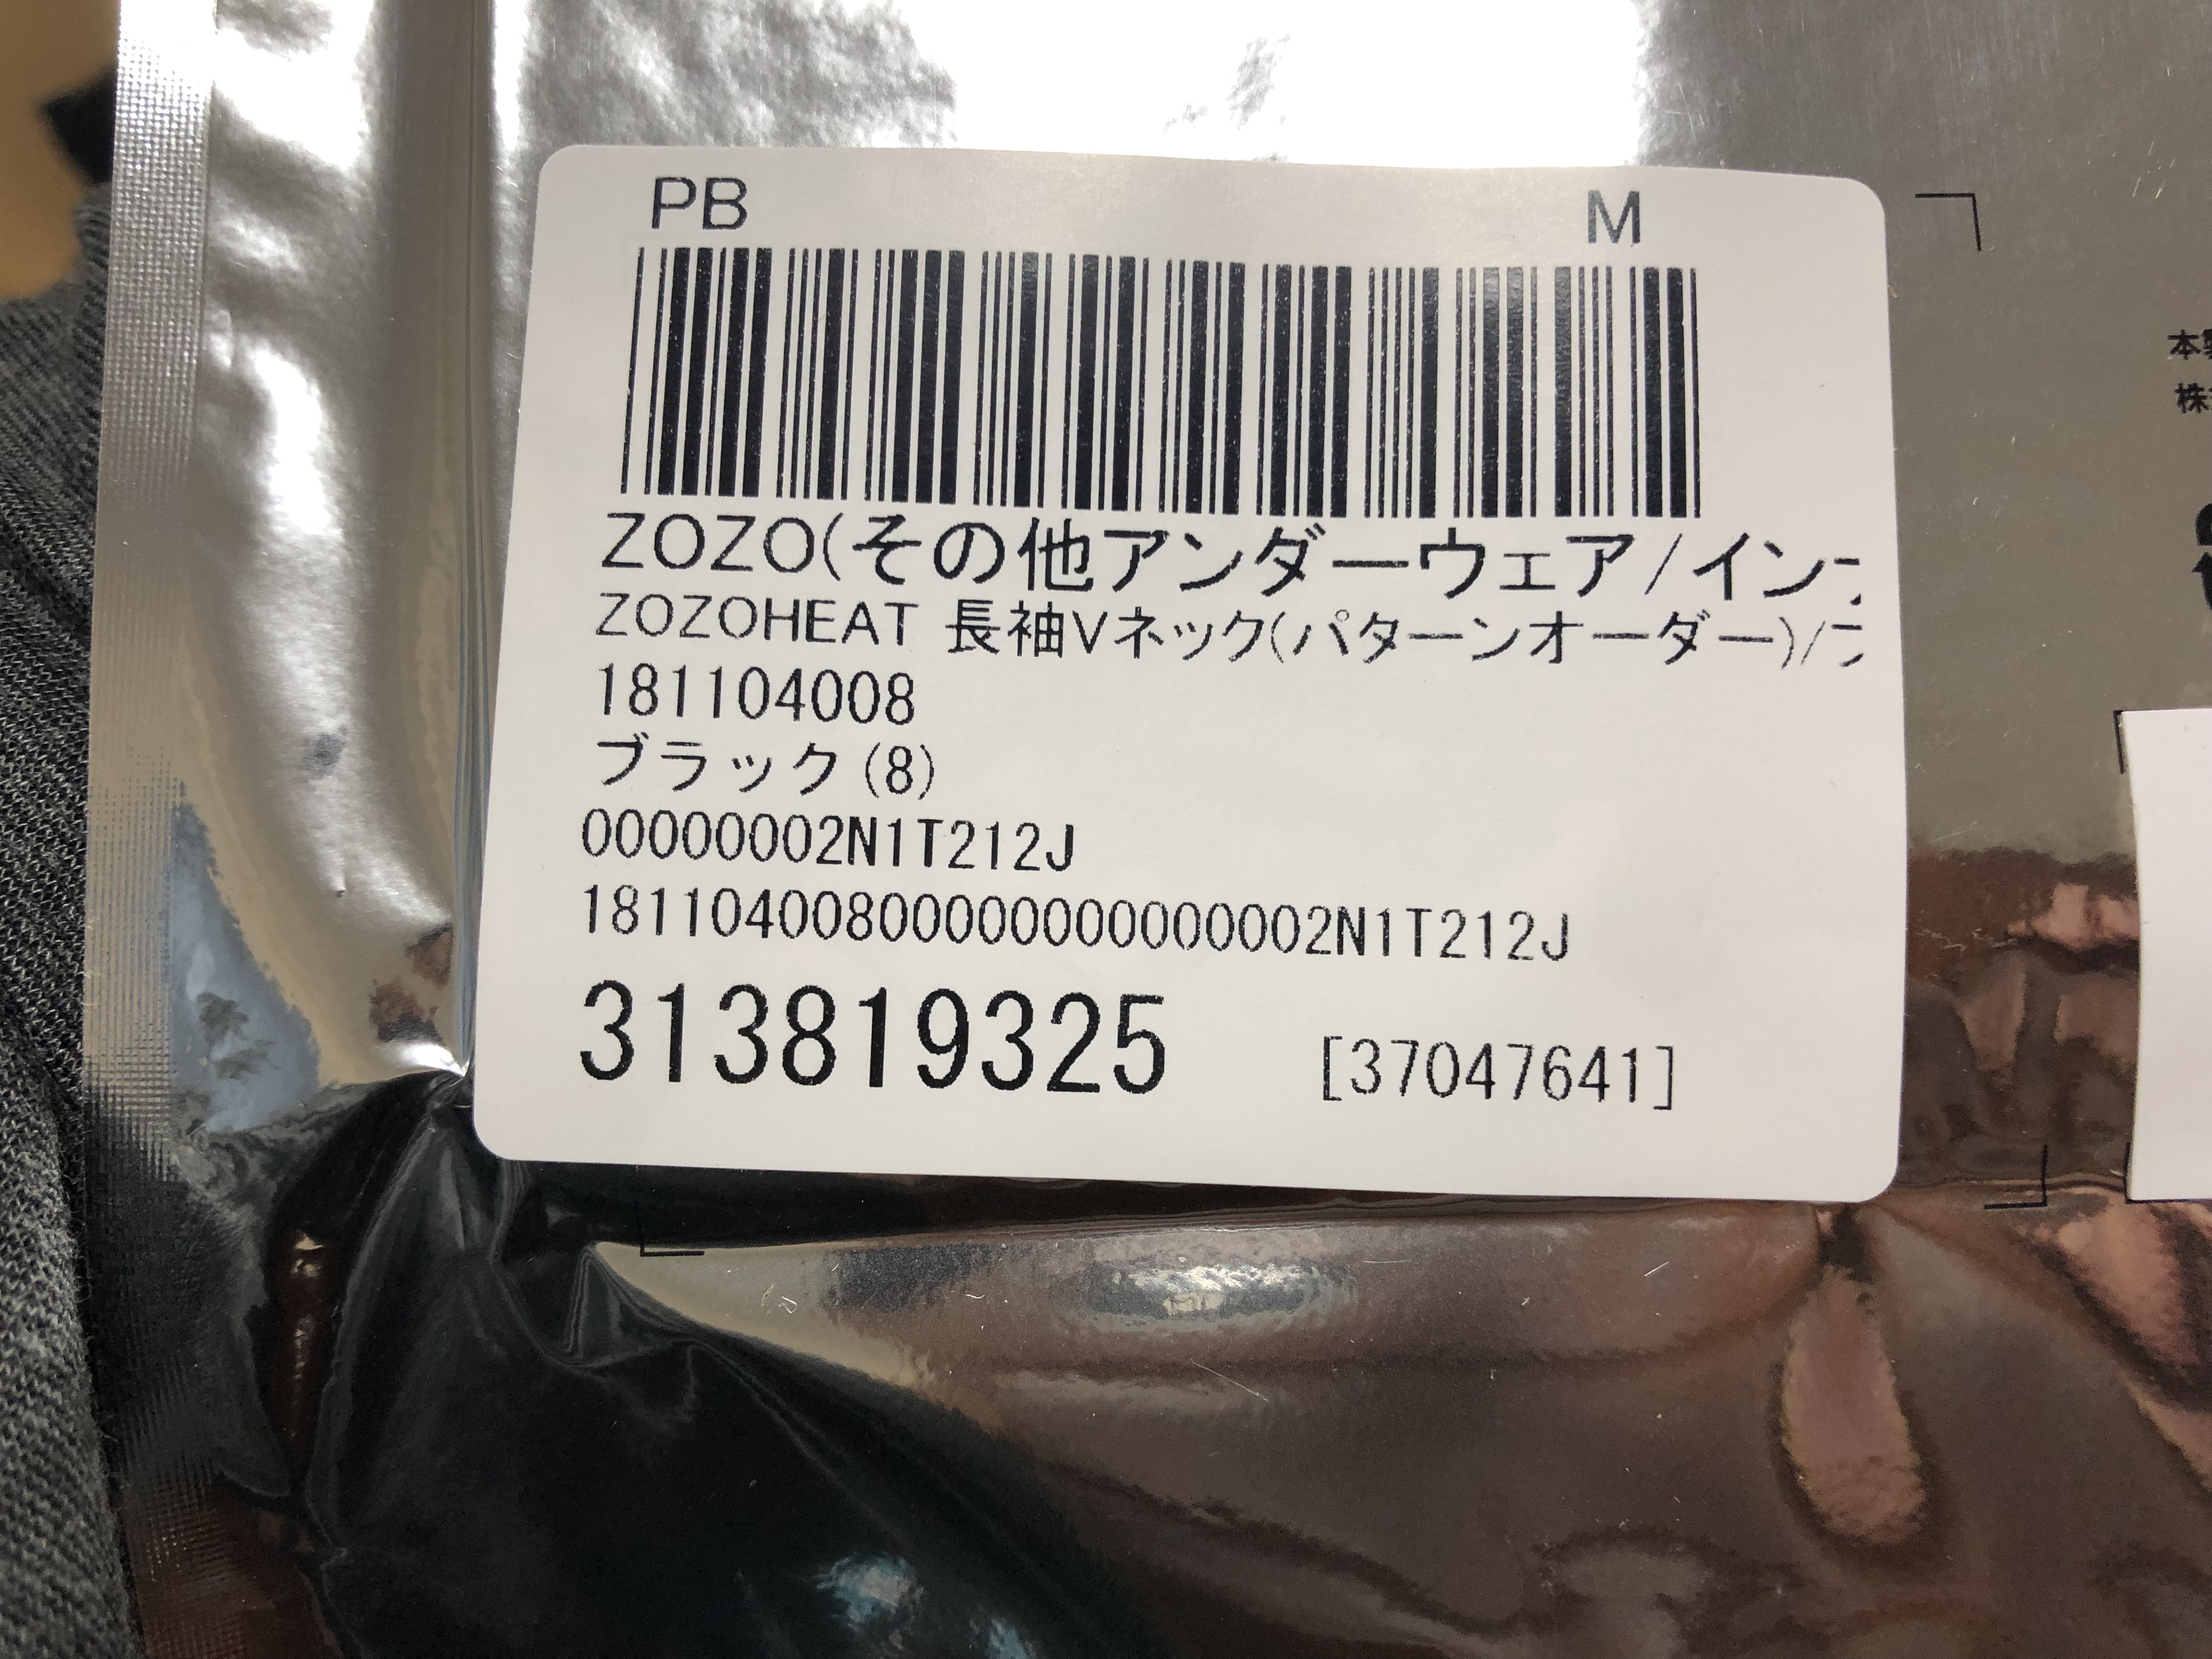 PB M
ZOZO(その他アンダーウェア/イン
ZOZOHEAT 長袖Vネック(パターンオーダー)/
181104008
ブラック(8)
00000002N1T212J
18110400800000000000002N1T212J
313819325 [37047641]
本
株